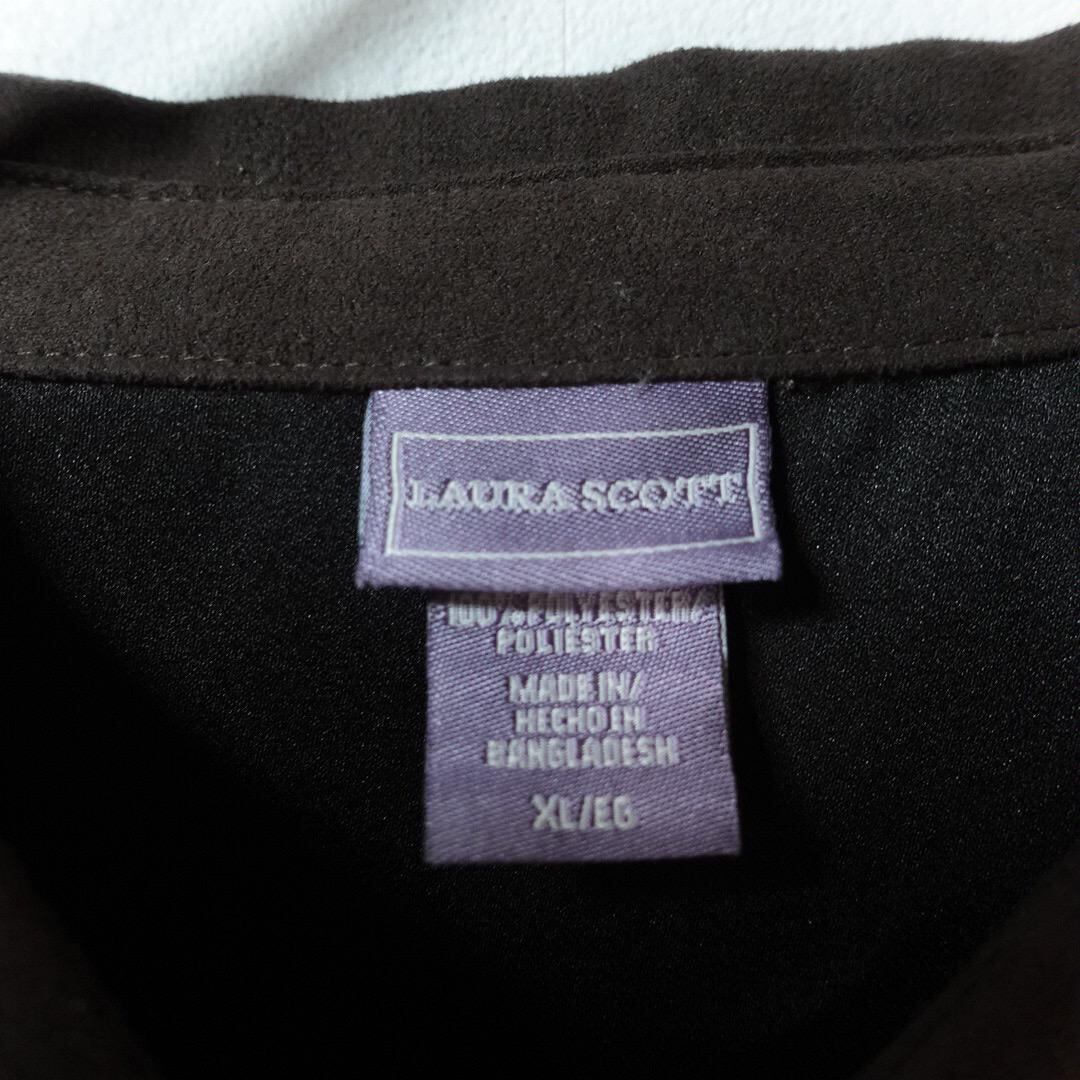 LAURA SCOTT
100% POLYESTER/
POLIESTER
MADE IN/
HECHO EN
BANGLADESH
XL/EG